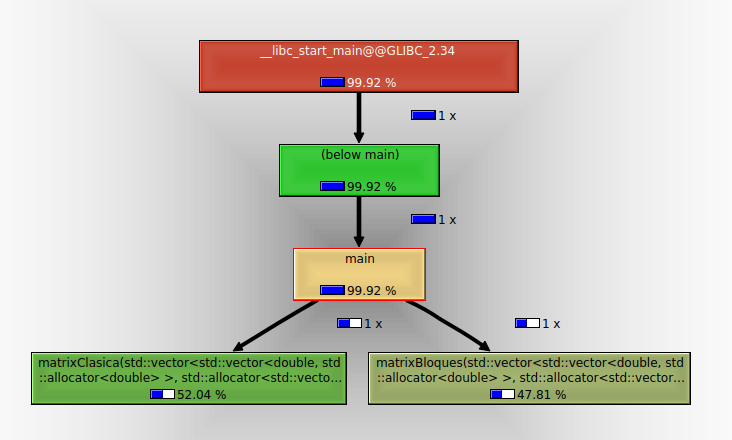 __libc_start_main@@GLIBC_2.34
99.92 %
1 x
(below main)
99.92 %
1 x
main
99.92 %
1 x
1 x
matrixClasica(std::vector<std::vector<double, std
::allocator<double> >, std::allocator<std::vecto...
52.04 %
matrixBloques(std::vector<std::vector<double, std
::allocator<double> >, std::allocator<std::vector...
47.81 %